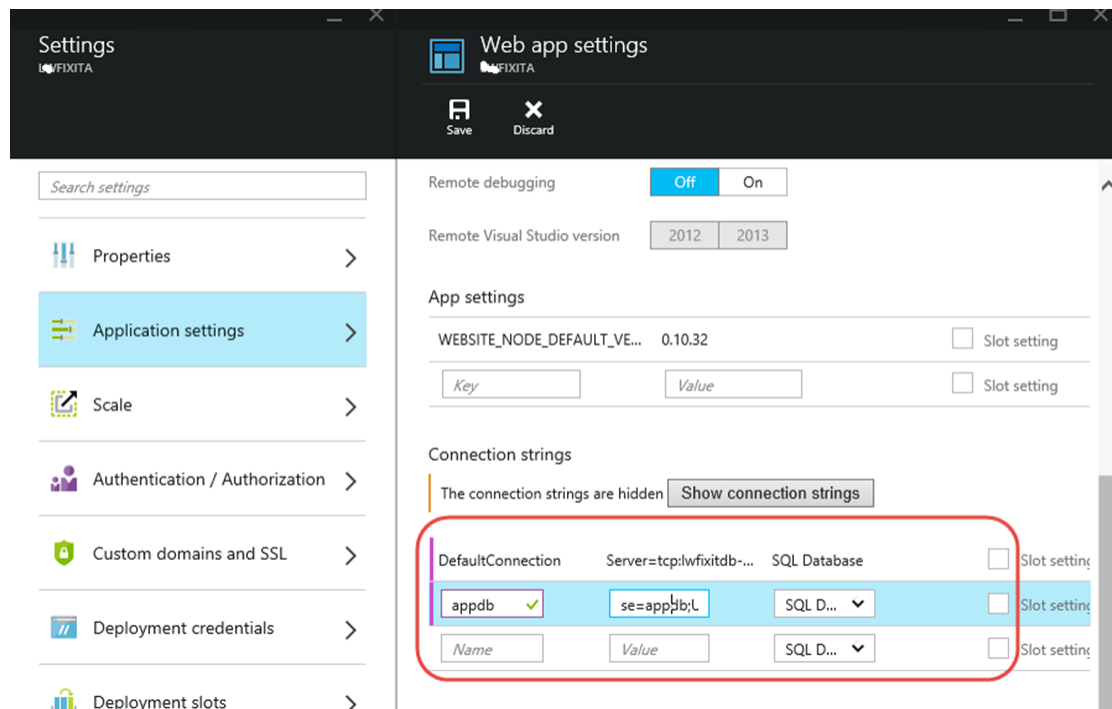 Settings
FIXITA
Search settings
Properties
Application settings
Scale
Authentication / Authorization
Custom domains and SSL
Deployment credentials
Deployment slots
Web app settings
FIXITA
Save Discard
Remote debugging Off On
Remote Visual Studio version 2012 2013
App settings
WEBSITE_NODE_DEFAULT_VE... 0.10.32 Slot setting
Key Value Slot setting
Connection strings
The connection strings are hidden Show connection strings
DefaultConnection Server=tcp:lwfixitdb-... SQL Database Slot setting
appdb se=appdb;U SQL D... Slot setting
Name Value SQL D... Slot setting